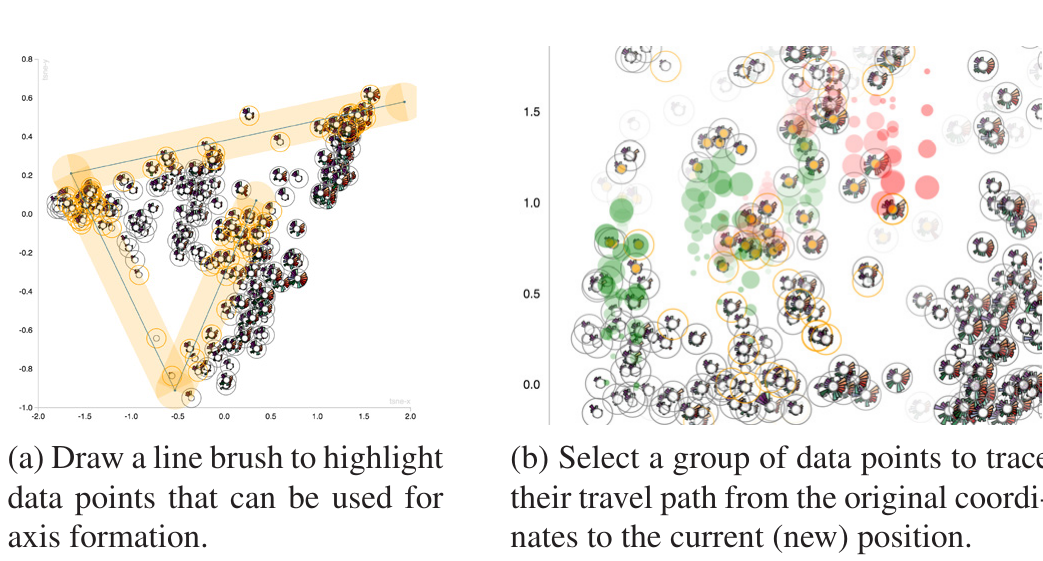 0.8
0.6
0.4
0.2
0.0
-0.2
-0.4
-0.6
-0.8
-1.0
-2.0 -1.5 -1.0 -0.5 0.0 0.5 1.0 1.5 2.0
1.5
1.0
0.5
0.0
(a) Draw a line brush to highlight
data points that can be used for
axis formation.
(b) Select a group of data points to trace
their travel path from the original coordi-
nates to the current (new) position.